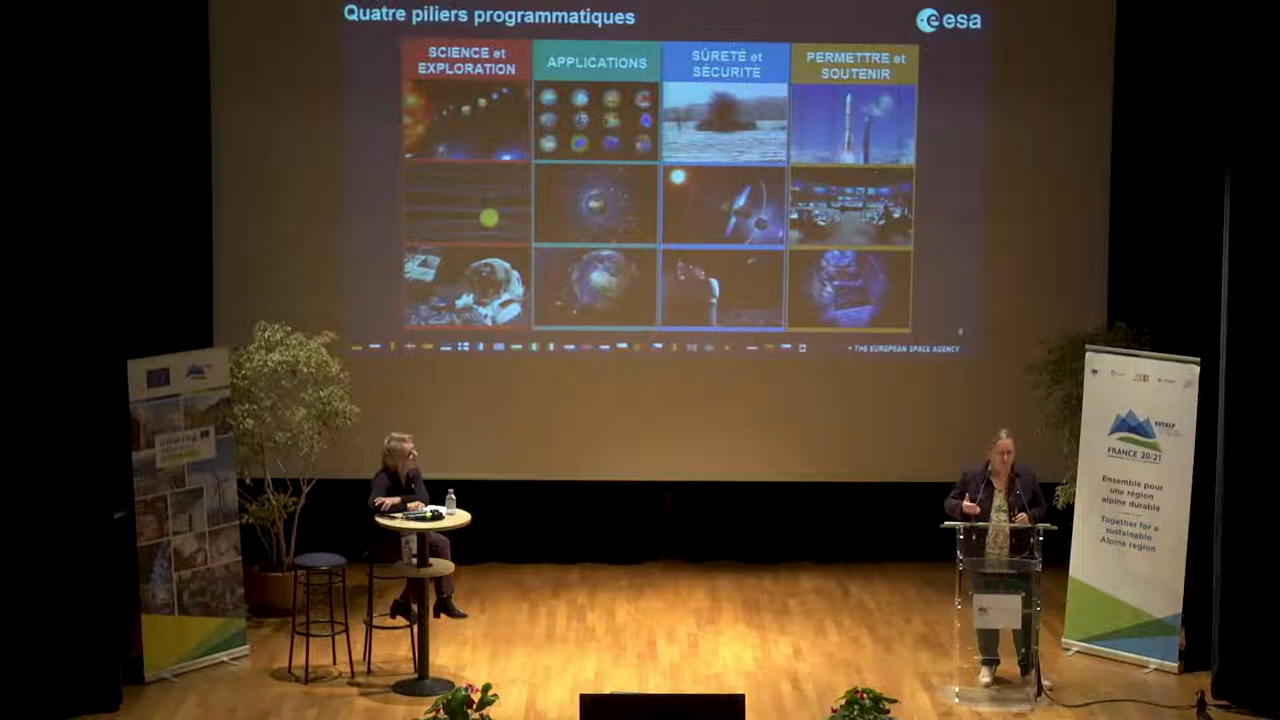 Quatre piliers programmatiques
esa
SCIENCE et
EXPLORATION
APPLICATIONS
SÛRETÉ et
SÉCURITÉ
PERMETTRE et
SOUTENIR
THE EUROPEAN SPACE AGENCY
EUSALP
FRANCE 20/21
Ensemble pour
une région
alpine durable
Together for a
sustainable
Alpine region